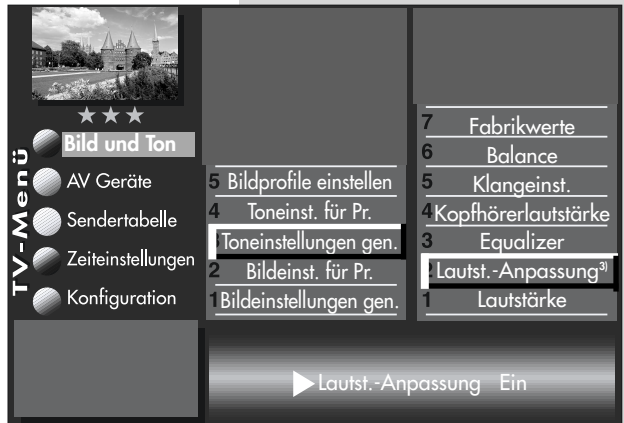 TV-Menü
Bild und Ton
AV Geräte
Sendertabelle
Zeiteinstellungen
Konfiguration
5 Bildprofile einstellen
4 Toneinst. für Pr.
3 Toneinstellungen gen.
2 Bildeinst. für Pr.
1 Bildeinstellungen gen.
7 Fabrikwerte
6 Balance
5 Klangeinst.
4 Kopfhörerlautstärke
3 Equalizer
2 Lautst.-Anpassung³⁾
1 Lautstärke
Lautst.-Anpassung Ein